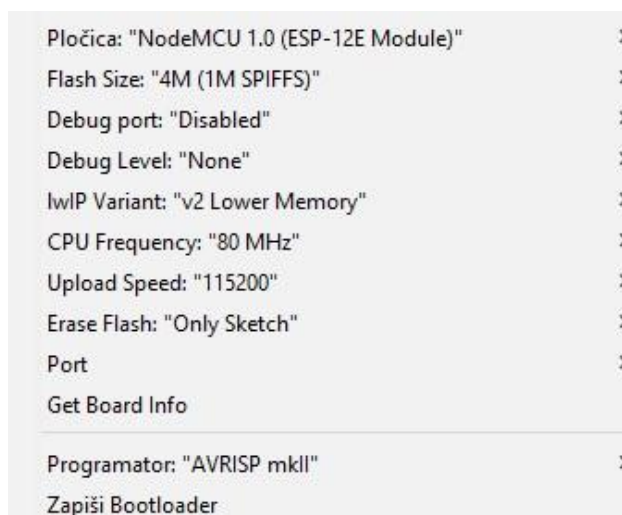 Pločica: "NodeMCU 1.0 (ESP-12E Module)"
Flash Size: "4M (1M SPIFFS)"
Debug port: "Disabled"
Debug Level: "None"
lwIP Variant: "v2 Lower Memory"
CPU Frequency: "80 MHz"
Upload Speed: "115200"
Erase Flash: "Only Sketch"
Port
Get Board Info
Programator: "AVRISP mkII"
Zapiši Bootloader